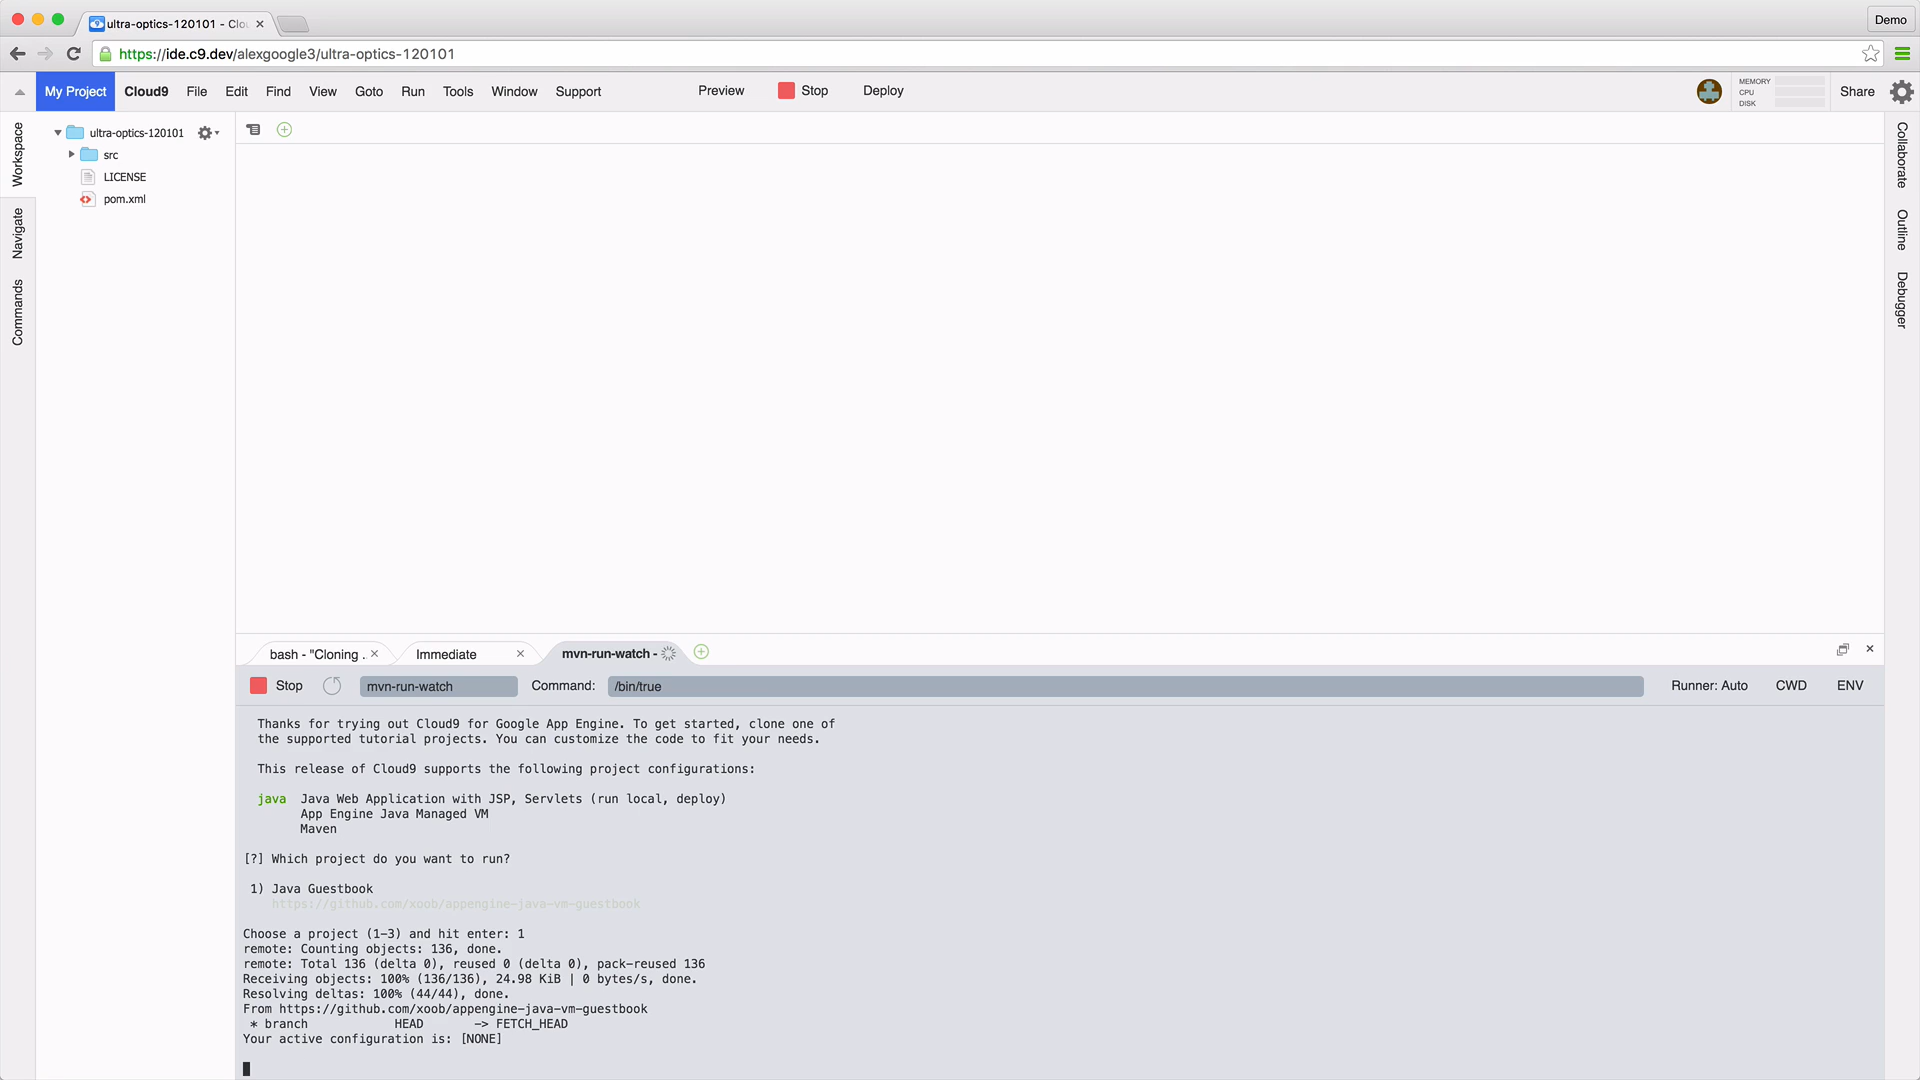 ultra-optics-120101 - Clou
Demo
https://ide.c9.dev/alexgoogle3/ultra-optics-120101
My Project Cloud9 File Edit Find View Goto Run Tools Window Support Preview Stop Deploy
MEMORY
CPU
DISK
Share
Workspace
Navigate
Commands
ultra-optics-120101
src
LICENSE
pom.xml
Collaborate
Outline
Debugger
bash - "Cloning . Immediate mvn-run-watch -
Stop mvn-run-watch Command: /bin/true Runner: Auto CWD ENV
Thanks for trying out Cloud9 for Google App Engine. To get started, clone one of
the supported tutorial projects. You can customize the code to fit your needs.
This release of Cloud9 supports the following project configurations:
java Java Web Application with JSP, Servlets (run local, deploy)
App Engine Java Managed VM
Maven
[?] Which project do you want to run?
1) Java Guestbook
https://github.com/xoob/appengine-java-vm-guestbook
Choose a project (1-3) and hit enter: 1
remote: Counting objects: 136, done.
remote: Total 136 (delta 0), reused 0 (delta 0), pack-reused 136
Receiving objects: 100% (136/136), 24.98 KiB | 0 bytes/s, done.
Resolving deltas: 100% (44/44), done.
From https://github.com/xoob/appengine-java-vm-guestbook
* branch HEAD -> FETCH_HEAD
Your active configuration is: [NONE]